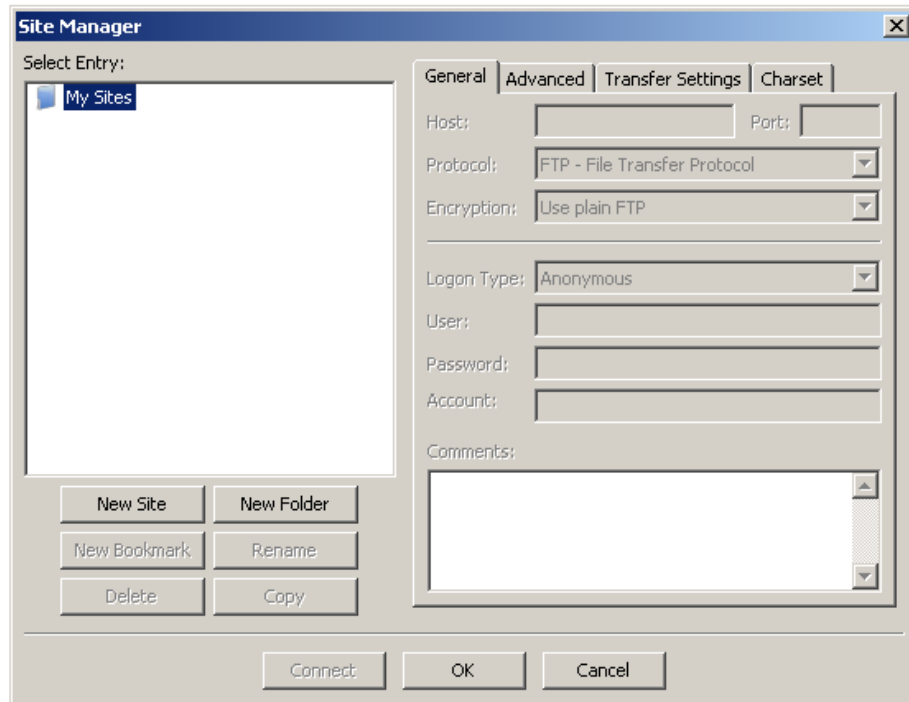 Site Manager
Select Entry:
My Sites
New Site
New Folder
New Bookmark
Rename
Delete
Copy
General
Advanced
Transfer Settings
Charset
Host:
Port:
Protocol:
FTP - File Transfer Protocol
Encryption:
Use plain FTP
Logon Type:
Anonymous
User:
Password:
Account:
Comments:
Connect
OK
Cancel